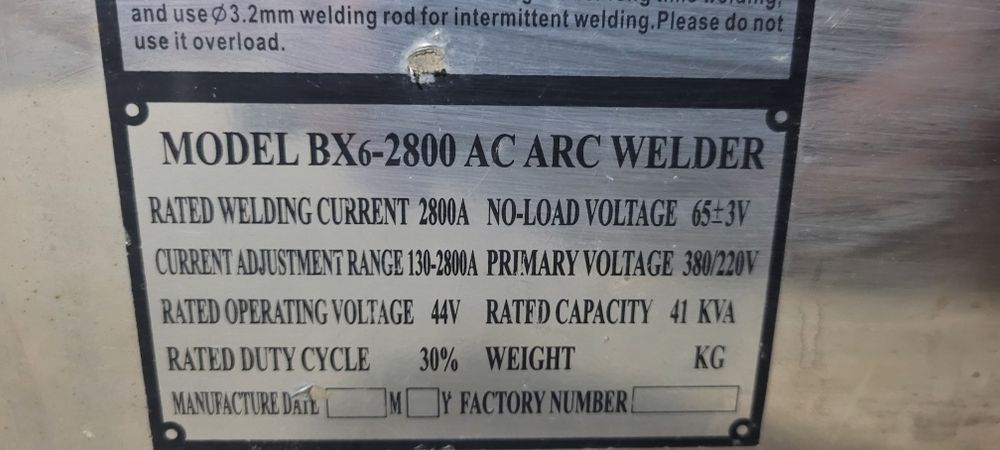 and use Ø3.2mm welding rod for intermittent welding.Please do not
use it overload.
MODEL BX6-2800 AC ARC WELDER
RATED WELDING CURRENT 2800A NO-LOAD VOLTAGE 65±3V
CURRENT ADJUSTMENT RANGE 130-2800A PRIMARY VOLTAGE 380/220V
RATED OPERATING VOLTAGE 44V RATED CAPACITY 41 KVA
RATED DUTY CYCLE 30% WEIGHT KG
MANUFACTURE DATE M Y FACTORY NUMBER